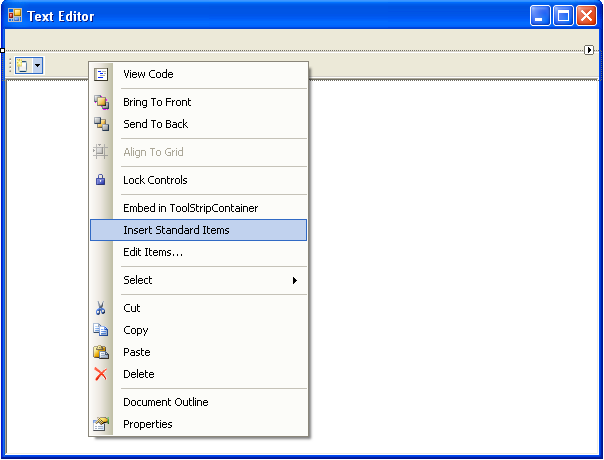 Text Editor
View Code
Bring To Front
Send To Back
Align To Grid
Lock Controls
Embed in ToolStripContainer
Insert Standard Items
Edit Items...
Select
Cut
Copy
Paste
Delete
Document Outline
Properties